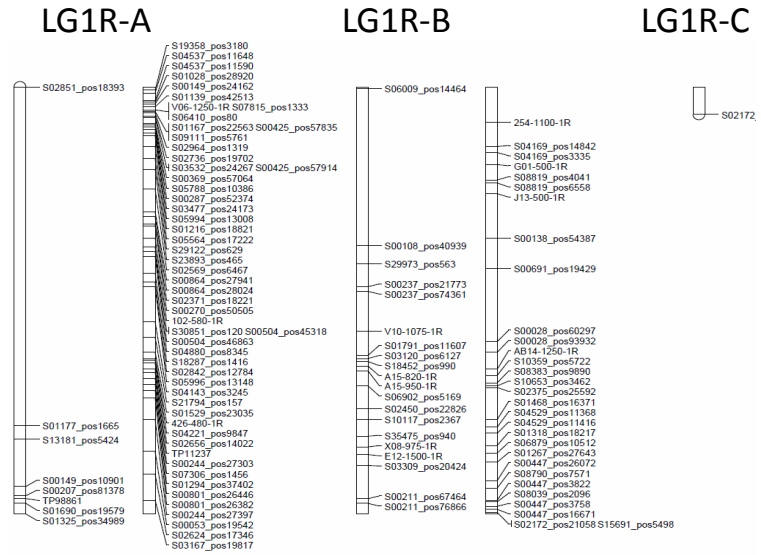 LG1R-A
LG1R-B
LG1R-C
S02851_pos18393
S01177_pos1665
S13181_pos5424
S00149_pos10901
S00207_pos81378
TP98861
S01690_pos19579
S01325_pos34989
S19358_pos3180
S04537_pos11648
S04537_pos11590
S01028_pos28920
S00149_pos24162
S01139_pos42513
V06-1250-1R S07815_pos1333
S06410_pos80
S01167_pos22563 S00425_pos57835
S09111_pos5761
S02964_pos1319
S02736_pos19702
S03532_pos24267 S00425_pos57914
S00369_pos57064
S05788_pos10386
S00287_pos52374
S03477_pos24173
S05994_pos13008
S01216_pos18821
S05564_pos17222
S29122_pos629
S23893_pos465
S02569_pos6467
S00864_pos27941
S00864_pos28024
S02371_pos18221
S00270_pos50505
102-580-1R
S30851_pos120 S00504_pos45318
S00504_pos46863
S04880_pos8345
S18287_pos1416
S02842_pos12784
S05996_pos13148
S04143_pos3245
S21794_pos157
S01529_pos23035
426-480-1R
S04221_pos9847
S02656_pos14022
TP11237
S00244_pos27303
S07306_pos1456
S01294_pos37402
S00801_pos26446
S00801_pos26382
S00244_pos27397
S00053_pos19542
S02624_pos17346
S03167_pos19817
S06009_pos14464
S00108_pos40939
S29973_pos563
S00237_pos21773
S00237_pos74361
V10-1075-1R
S01791_pos11607
S03120_pos6127
S18452_pos990
A15-820-1R
A15-950-1R
S06902_pos5169
S02450_pos22826
S10117_pos2367
S35475_pos940
X08-975-1R
E12-1500-1R
S03309_pos20424
S00211_pos67464
S00211_pos76866
254-1100-1R
S04169_pos14842
S04169_pos3335
G01-500-1R
S08819_pos4041
S08819_pos6558
J13-500-1R
S00138_pos54387
S00691_pos19429
S00028_pos60297
S00028_pos93932
AB14-1250-1R
S10359_pos5722
S08383_pos9890
S10653_pos3462
S02375_pos25592
S01468_pos16371
S04529_pos11368
S04529_pos11416
S01318_pos18217
S06879_pos10512
S01267_pos27643
S00447_pos26072
S08790_pos7571
S00447_pos3822
S08039_pos2096
S00447_pos3758
S00447_pos16671
S02172_pos21058 S15691_pos5498
S02172_